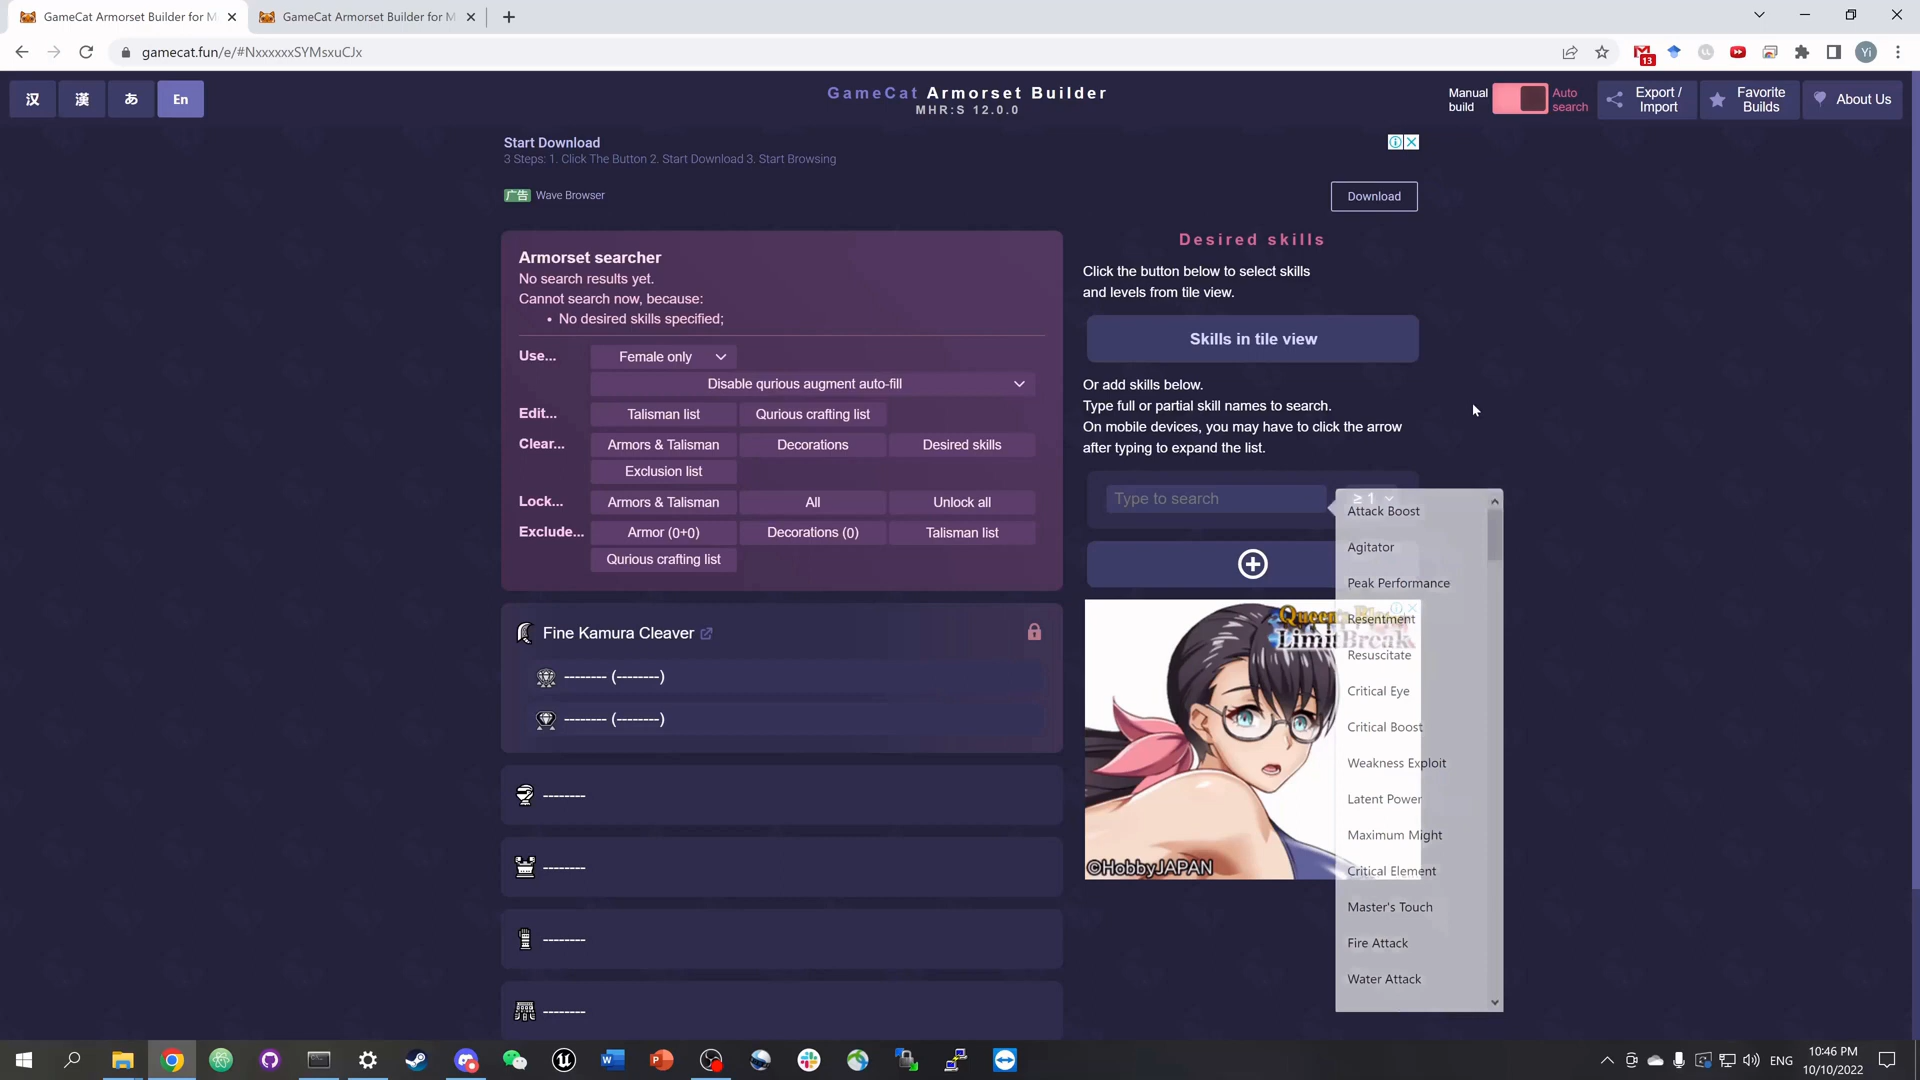 GameCat Armorset Builder for M
GameCat Armorset Builder for M
gamecat.fun/e/#NxxxxxxSYMsxuCJx
13
Yi
汉
漢
あ
En
GameCat Armorset Builder
MHR:S 12.0.0
Manual build
Auto search
Export / Import
Favorite Builds
About Us
Start Download
3 Steps: 1. Click The Button 2. Start Download 3. Start Browsing
广告 Wave Browser
Download
Armorset searcher
No search results yet.
Cannot search now, because:
• No desired skills specified;
Use... Female only
Disable qurious augment auto-fill
Edit... Talisman list Qurious crafting list
Clear... Armors & Talisman Decorations Desired skills
Exclusion list
Lock... Armors & Talisman All Unlock all
Exclude... Armor (0+0) Decorations (0) Talisman list
Qurious crafting list
Fine Kamura Cleaver
-------- (--------)
-------- (--------)
--------
--------
--------
--------
Desired skills
Click the button below to select skills
and levels from tile view.
Skills in tile view
Or add skills below.
Type full or partial skill names to search.
On mobile devices, you may have to click the arrow
after typing to expand the list.
Type to search
≥ 1
Attack Boost
Agitator
Peak Performance
Resentment
Resuscitate
Critical Eye
Critical Boost
Weakness Exploit
Latent Power
Maximum Might
Critical Element
Master's Touch
Fire Attack
Water Attack
Limit Break
©HobbyJAPAN
ENG
10:46 PM
10/10/2022